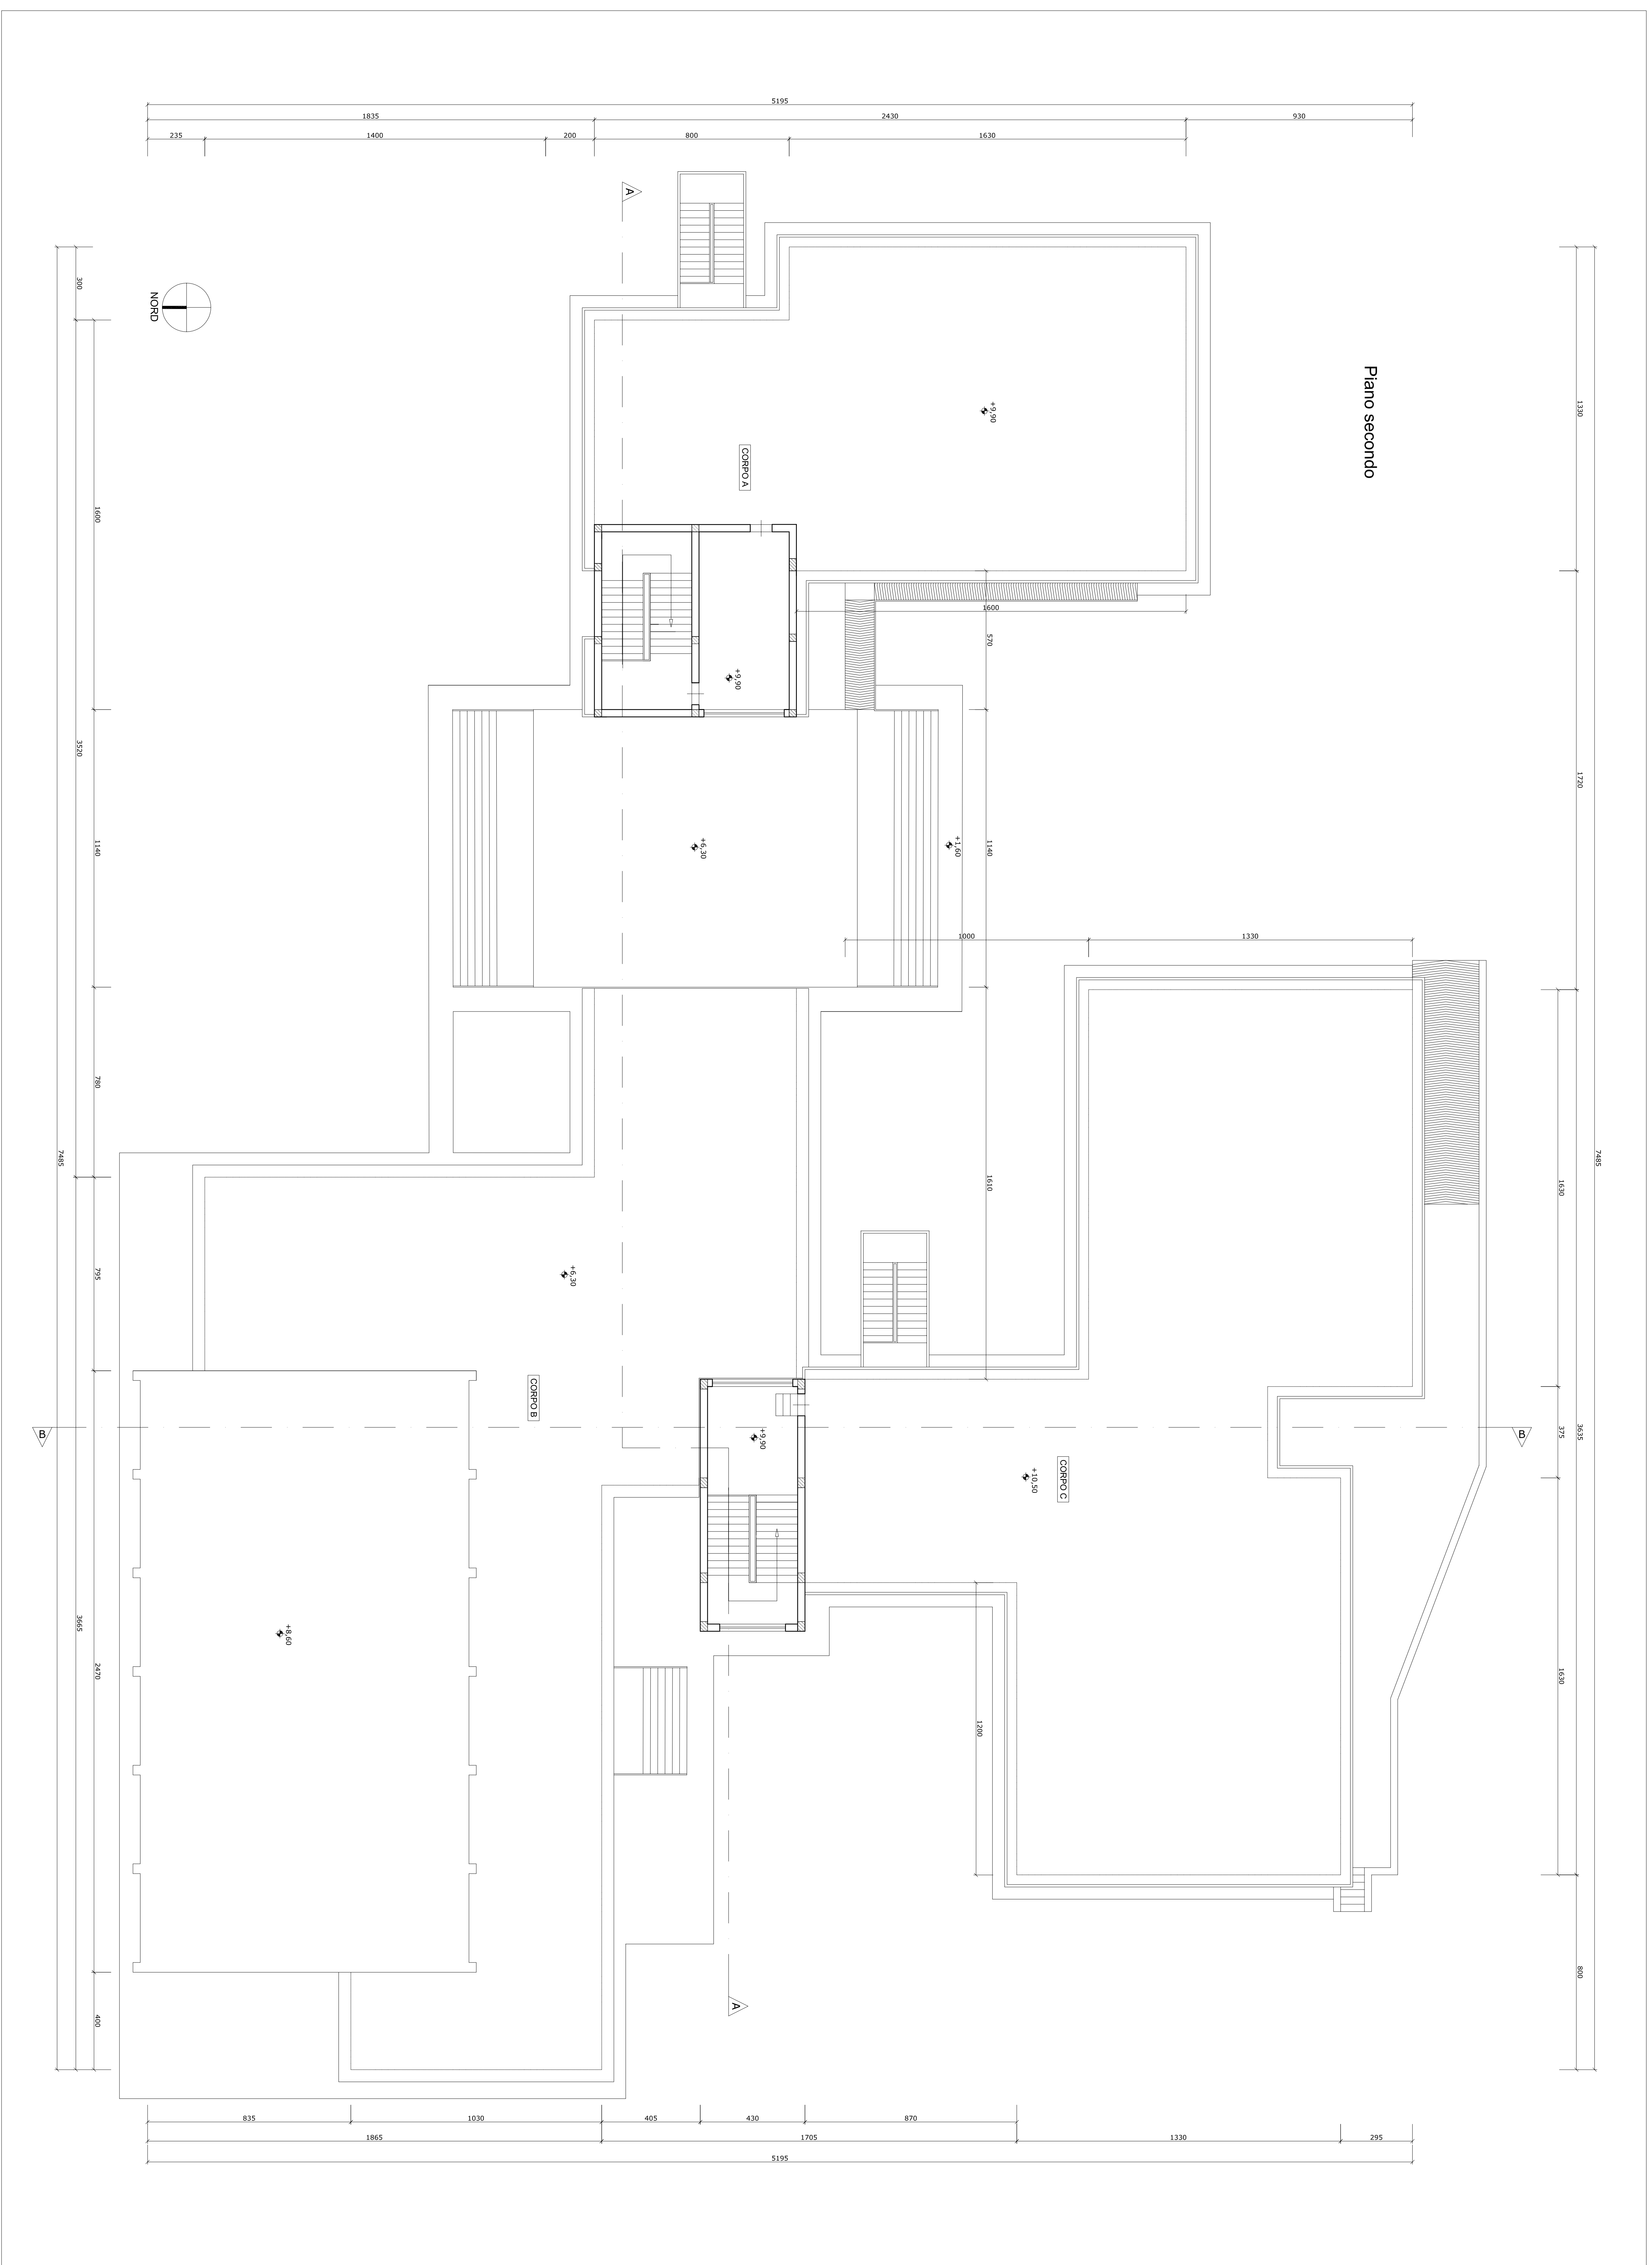 5195
1835 2430 930
235 1400 200 800 1630
A
NORD
Piano secondo
300
1330
+9,90
CORPO A
1600
1600
570
+9,90
3520
1720
1140
+6,30
+1,60
1140
1000 1330
780
7485
7485
1610
1630
795
+6,30
CORPO B
B
B
+9,90
CORPO C
+10,50
375
3635
3665
+8,60
2470
1630
1200
800
A
400
835 1030 405 430 870
1865 1705 1330 295
5195